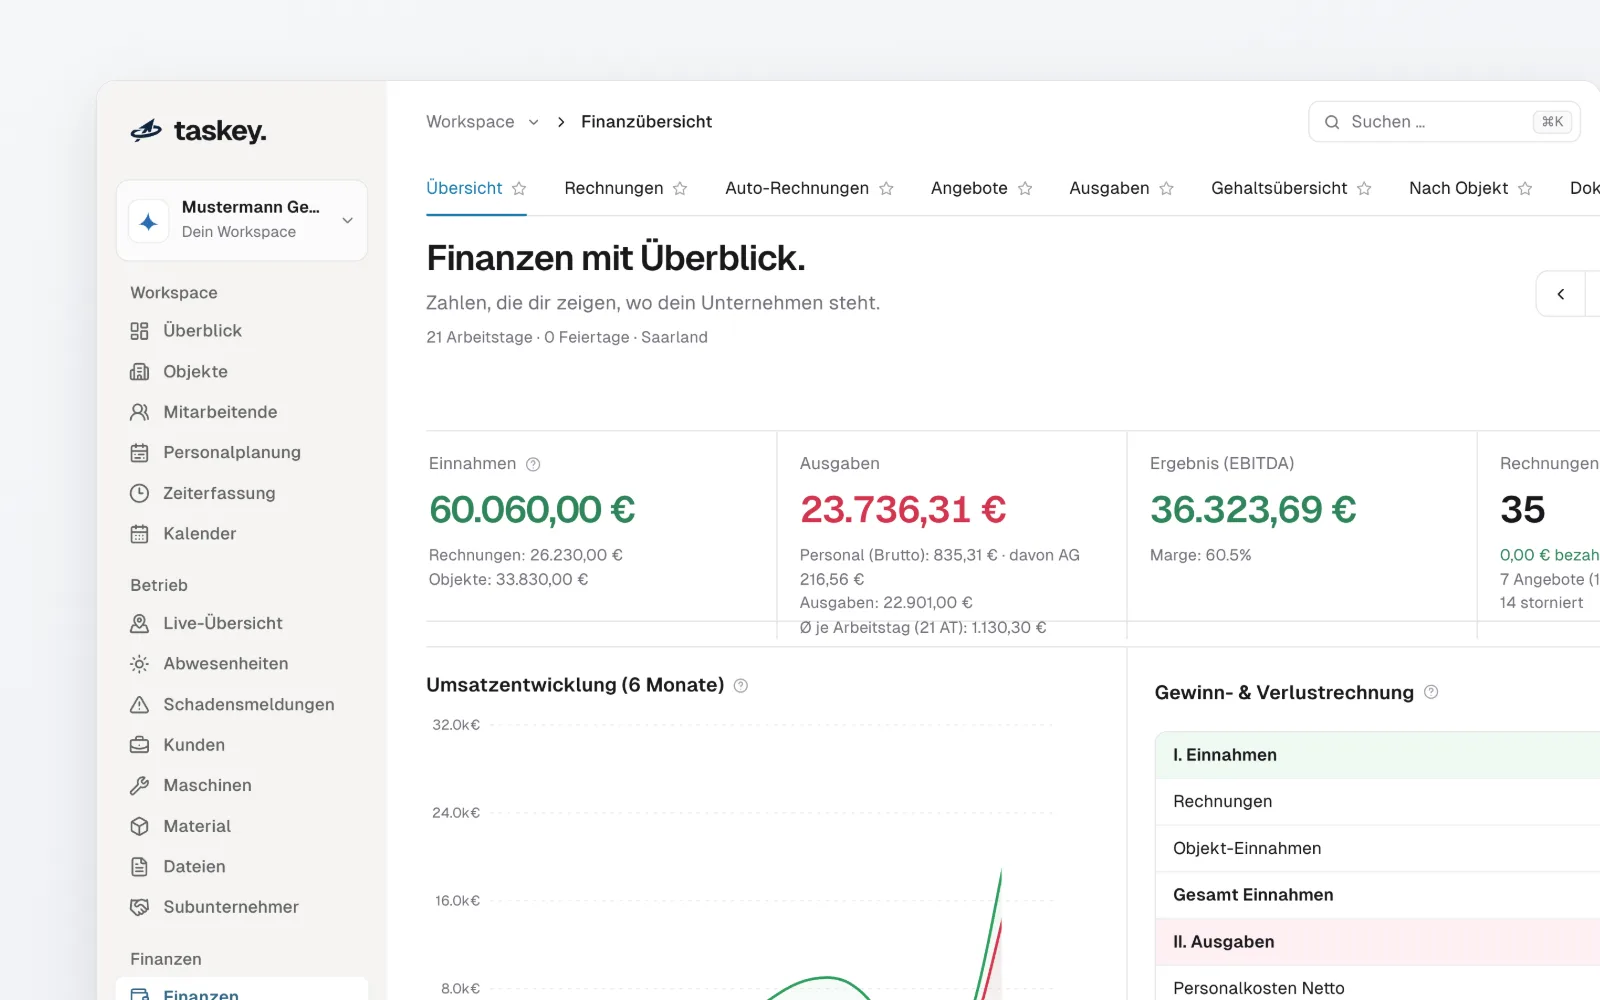 taskey.
Mustermann Ge...
Dein Workspace
Workspace
Überblick
Objekte
Mitarbeitende
Personalplanung
Zeiterfassung
Kalender
Betrieb
Live-Übersicht
Abwesenheiten
Schadensmeldungen
Kunden
Maschinen
Material
Dateien
Subunternehmer
Finanzen
Finanzen
Workspace > Finanzübersicht
Suchen ... ⌘K
Übersicht Rechnungen Auto-Rechnungen Angebote Ausgaben Gehaltsübersicht Nach Objekt Dok
Finanzen mit Überblick.
Zahlen, die dir zeigen, wo dein Unternehmen steht.
21 Arbeitstage · 0 Feiertage · Saarland
Einnahmen
60.060,00 €
Rechnungen: 26.230,00 €
Objekte: 33.830,00 €
Ausgaben
23.736,31 €
Personal (Brutto): 835,31 € · davon AG
216,56 €
Ausgaben: 22.901,00 €
Ø je Arbeitstag (21 AT): 1.130,30 €
Ergebnis (EBITDA)
36.323,69 €
Marge: 60.5%
Rechnungen
35
0,00 € bezah
7 Angebote (1
14 storniert
Umsatzentwicklung (6 Monate)
32.0k€
24.0k€
16.0k€
8.0k€
Gewinn- & Verlustrechnung
I. Einnahmen
Rechnungen
Objekt-Einnahmen
Gesamt Einnahmen
II. Ausgaben
Personalkosten Netto